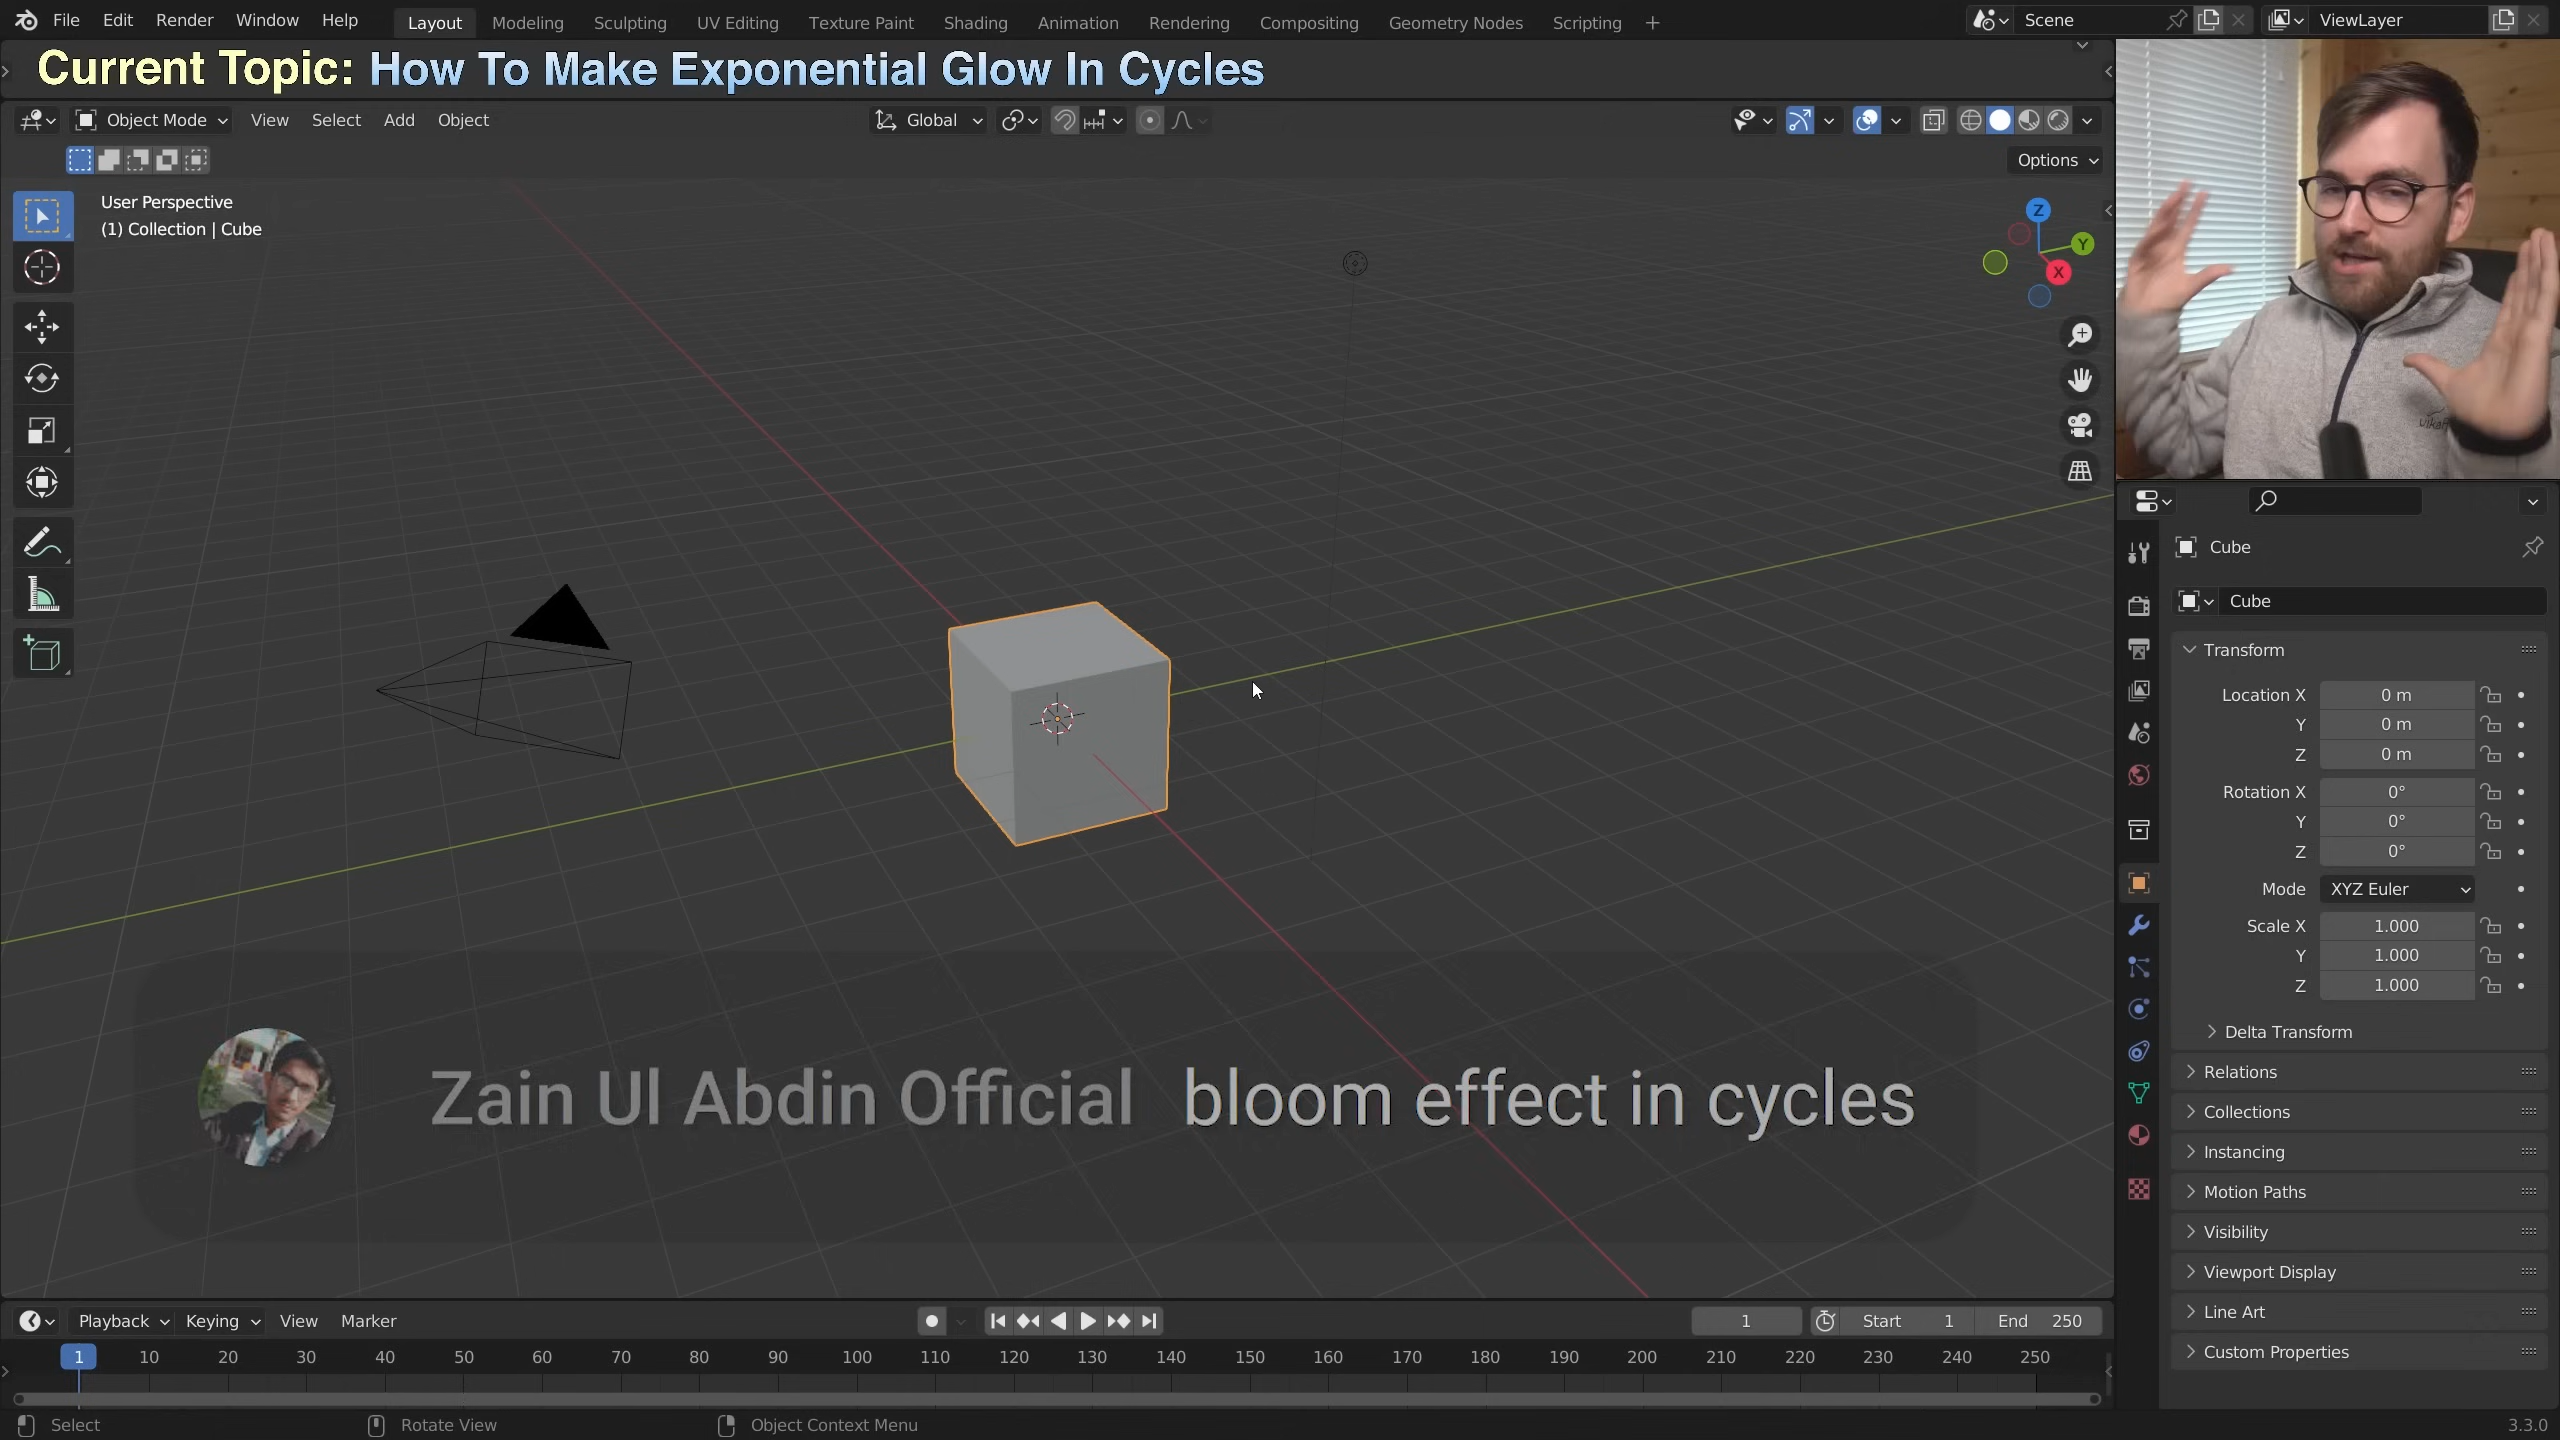 File Edit Render Window Help Layout Modeling Sculpting UV Editing Texture Paint Shading Animation Rendering Compositing Geometry Nodes Scripting + Scene ViewLayer
Current Topic: How To Make Exponential Glow In Cycles
Object Mode View Select Add Object Global
Options
User Perspective
(1) Collection | Cube
Z
Y
X
Cube
Cube
Transform
Location X 0 m
Y 0 m
Z 0 m
Rotation X 0°
Y 0°
Z 0°
Mode XYZ Euler
Scale X 1.000
Y 1.000
Z 1.000
Delta Transform
Relations
Collections
Instancing
Motion Paths
Visibility
Viewport Display
Line Art
Custom Properties
Zain Ul Abdin Official bloom effect in cycles
Playback Keying View Marker 1 Start 1 End 250
1 10 20 30 40 50 60 70 80 90 100 110 120 130 140 150 160 170 180 190 200 210 220 230 240 250
Select Rotate View Object Context Menu 3.3.0